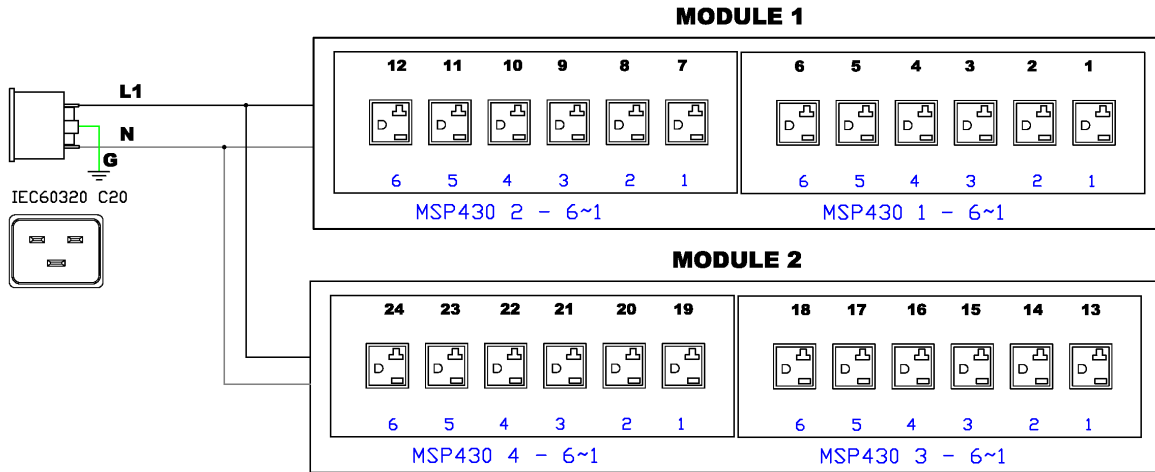 MODULE 1
12 11 10 9 8 7 6 5 4 3 2 1
L1
N
G
6 5 4 3 2 1 6 5 4 3 2 1
IEC60320 C20
MSP430 2 - 6~1 MSP430 1 - 6~1
MODULE 2
24 23 22 21 20 19 18 17 16 15 14 13
6 5 4 3 2 1 6 5 4 3 2 1
MSP430 4 - 6~1 MSP430 3 - 6~1